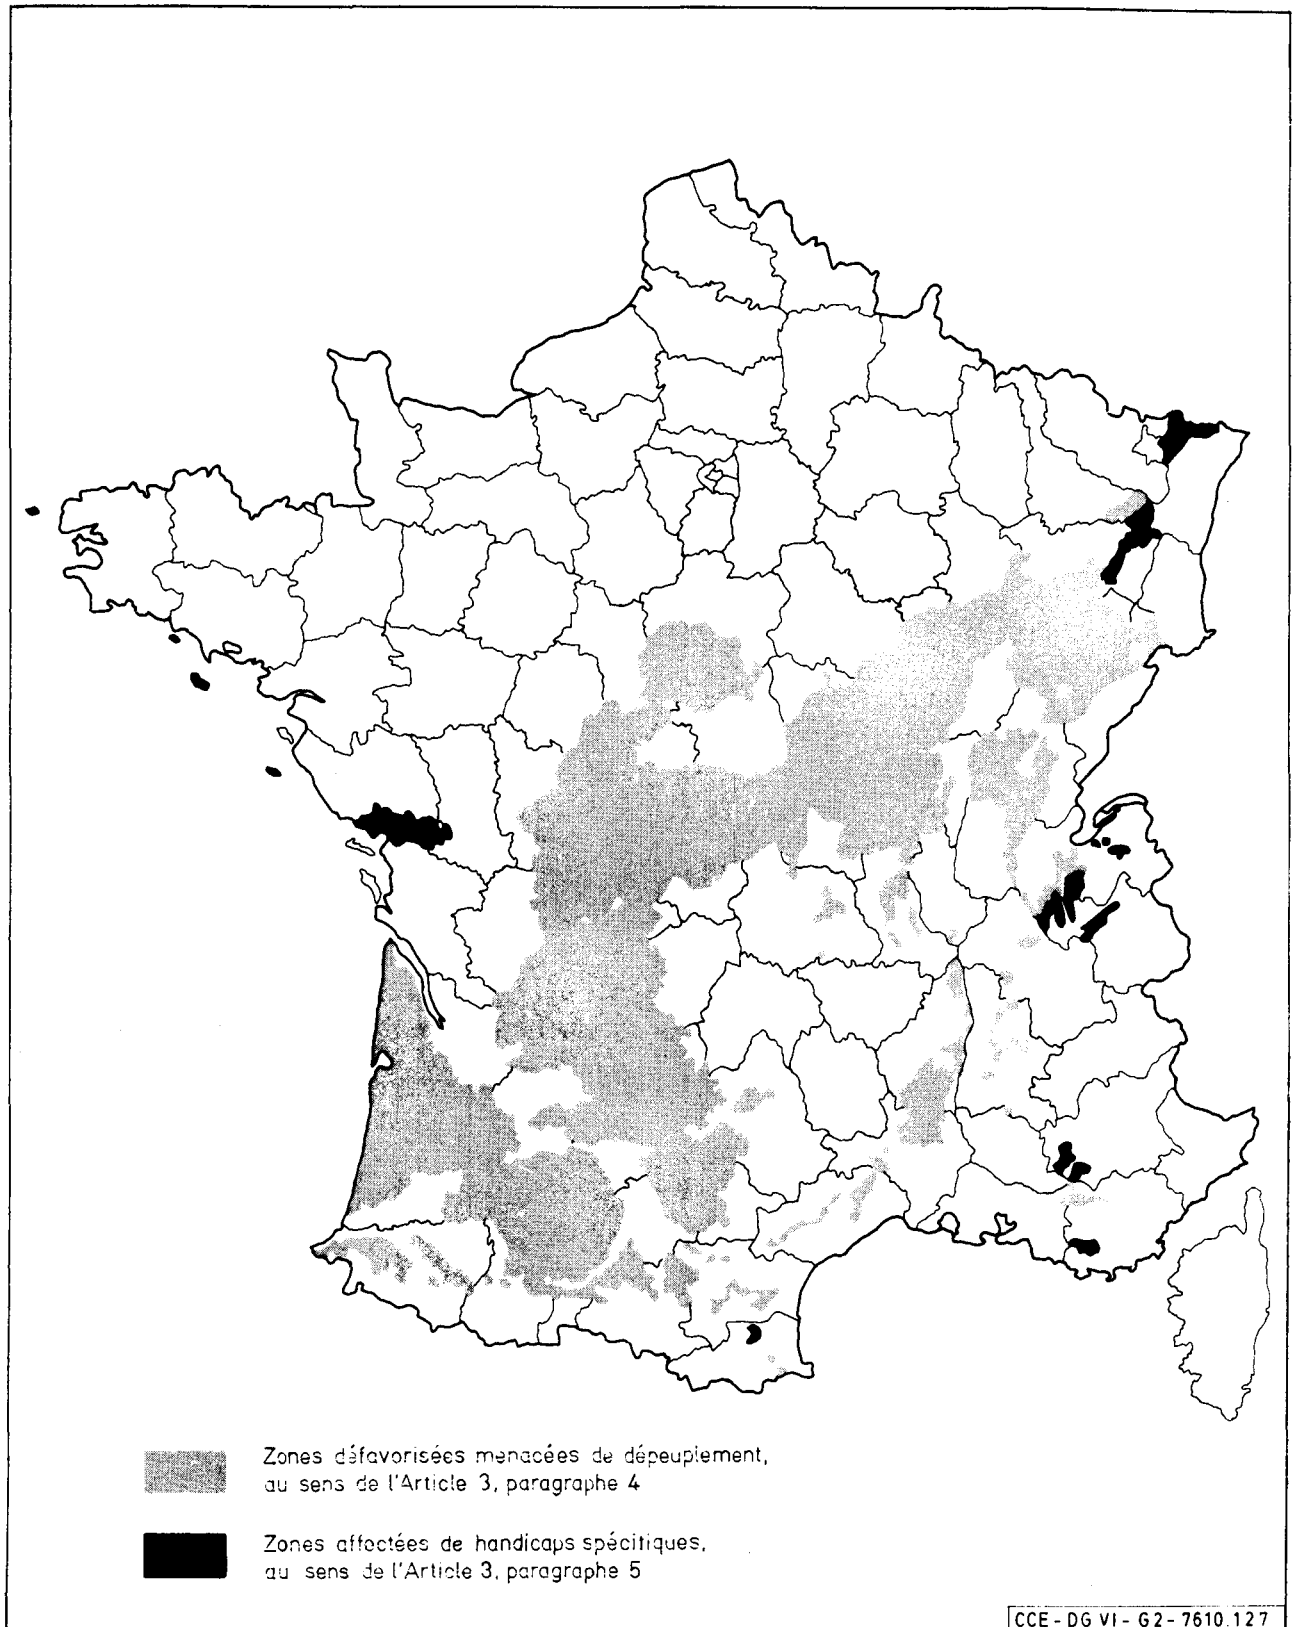 Zones défavorisées menacées de dépeuplement,
au sens de l'Article 3, paragraphe 4
Zones affectées de handicaps spécifiques,
au sens de l'Article 3, paragraphe 5
CCE - DG VI - G2 - 7610.127